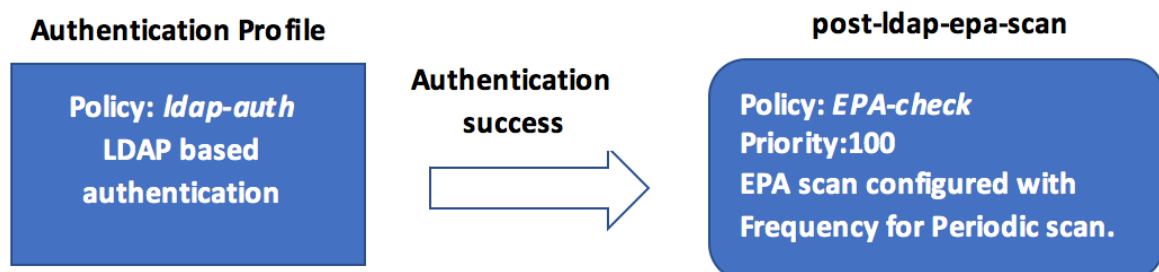 Authentication Profile
Policy: ldap-auth
LDAP based
authentication
Authentication
success
post-ldap-epa-scan
Policy: EPA-check
Priority:100
EPA scan configured with
Frequency for Periodic scan.